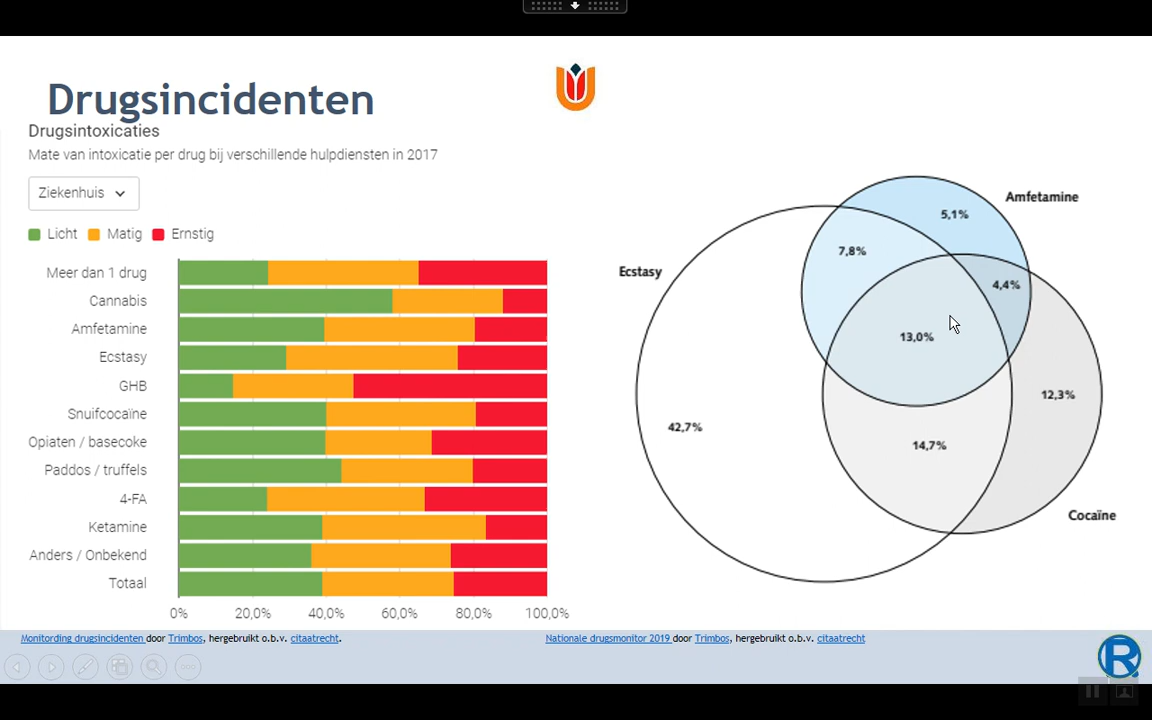 Drugsincidenten
Drugsintoxicaties
Mate van intoxicatie per drug bij verschillende hulpdiensten in 2017
Ziekenhuis
Licht Matig Ernstig
Meer dan 1 drug
Cannabis
Amfetamine
Ecstasy
GHB
Snuifcocaïne
Opiaten / basecoke
Paddos / truffels
4-FA
Ketamine
Anders / Onbekend
Totaal
0% 20,0% 40,0% 60,0% 80,0% 100,0%
Amfetamine
5,1%
7,8%
Ecstasy
4,4%
13,0%
12,3%
42,7%
14,7%
Cocaïne
Monitording drugsincidenten door Trimbos, hergebruikt o.b.v. citaatrecht.
Nationale drugsmonitor 2019 door Trimbos, hergebruikt o.b.v. citaatrecht
R